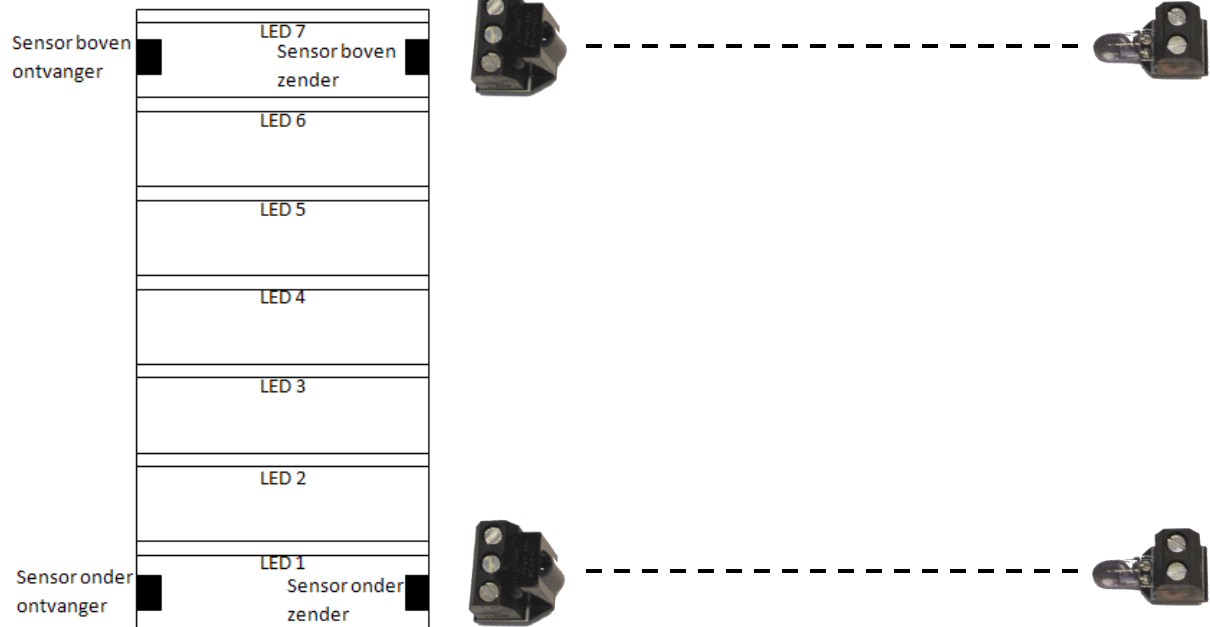 LED 7
Sensor boven
ontvanger
Sensor boven
zender
LED 6
LED 5
LED 4
LED 3
LED 2
LED 1
Sensor onder
ontvanger
Sensor onder
zender